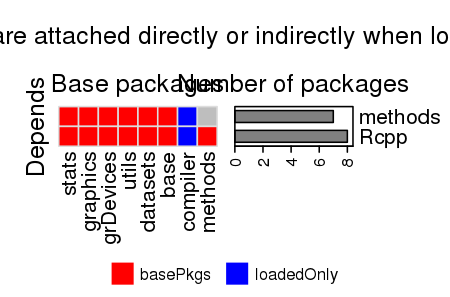 are attached directly or indirectly when lo
Base packages
Number of packages
Depends
methods
Rcpp
0 2 4 6 8
stats
graphics
grDevices
utils
datasets
base
compiler
methods
basePkgs
loadedOnly